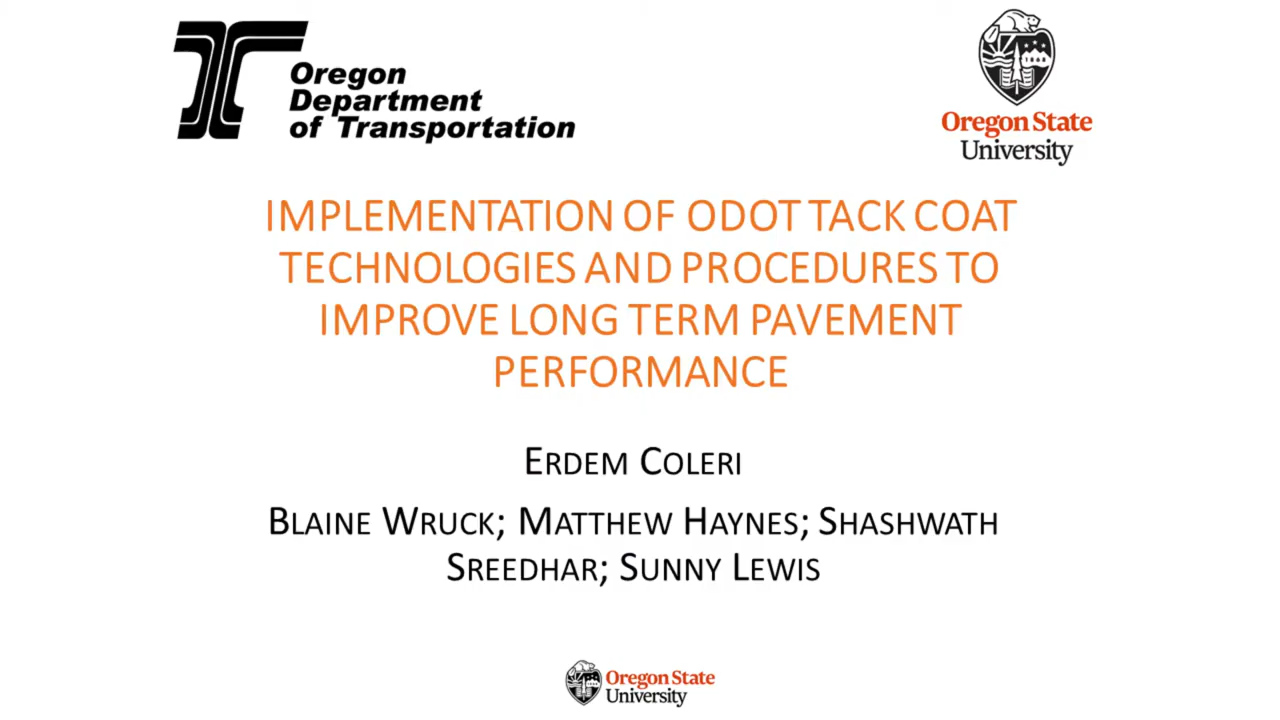 Oregon
Department
of Transportation
Oregon State
University
IMPLEMENTATION OF ODOT TACK COAT
TECHNOLOGIES AND PROCEDURES TO
IMPROVE LONG TERM PAVEMENT
PERFORMANCE
ERDEM COLERI
BLAINE WRUCK; MATTHEW HAYNES; SHASHWATH
SREEDHAR; SUNNY LEWIS
Oregon State
University